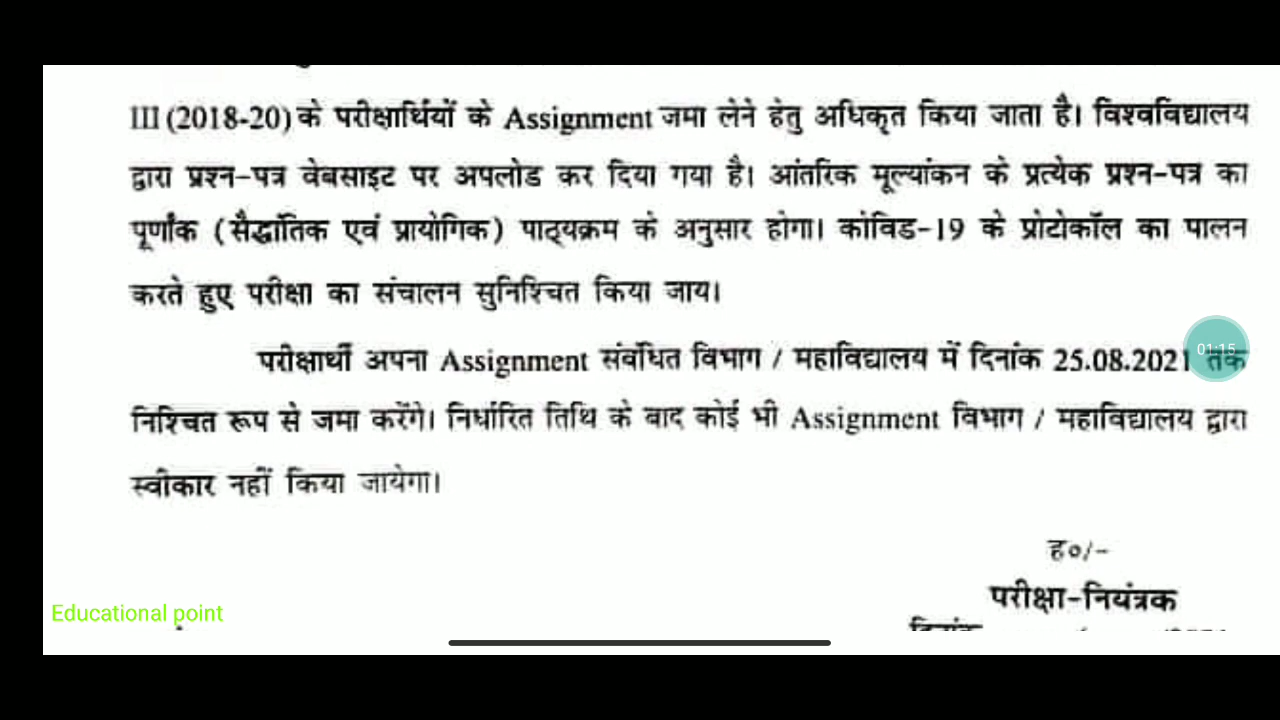 III (2018-20) के परीक्षार्थियों के Assignment जमा लेने हेतु अधिकृत किया जाता है। विश्वविद्यालय
द्वारा प्रश्न-पत्र वेबसाइट पर अपलोड कर दिया गया है। आंतरिक मूल्यांकन के प्रत्येक प्रश्न-पत्र का
पूर्णांक (सैद्धांतिक एवं प्रायोगिक) पाठ्यक्रम के अनुसार होगा। कोविड-19 के प्रोटोकॉल का पालन
करते हुए परीक्षा का संचालन सुनिश्चित किया जाय।
परीक्षार्थी अपना Assignment संबंधित विभाग / महाविद्यालय में दिनांक 25.08.2021 तक
01:15
निश्चित रूप से जमा करेंगे। निर्धारित तिथि के बाद कोई भी Assignment विभाग / महाविद्यालय द्वारा
स्वीकार नहीं किया जायेगा।
ह०/-
परीक्षा-नियंत्रक
Educational point